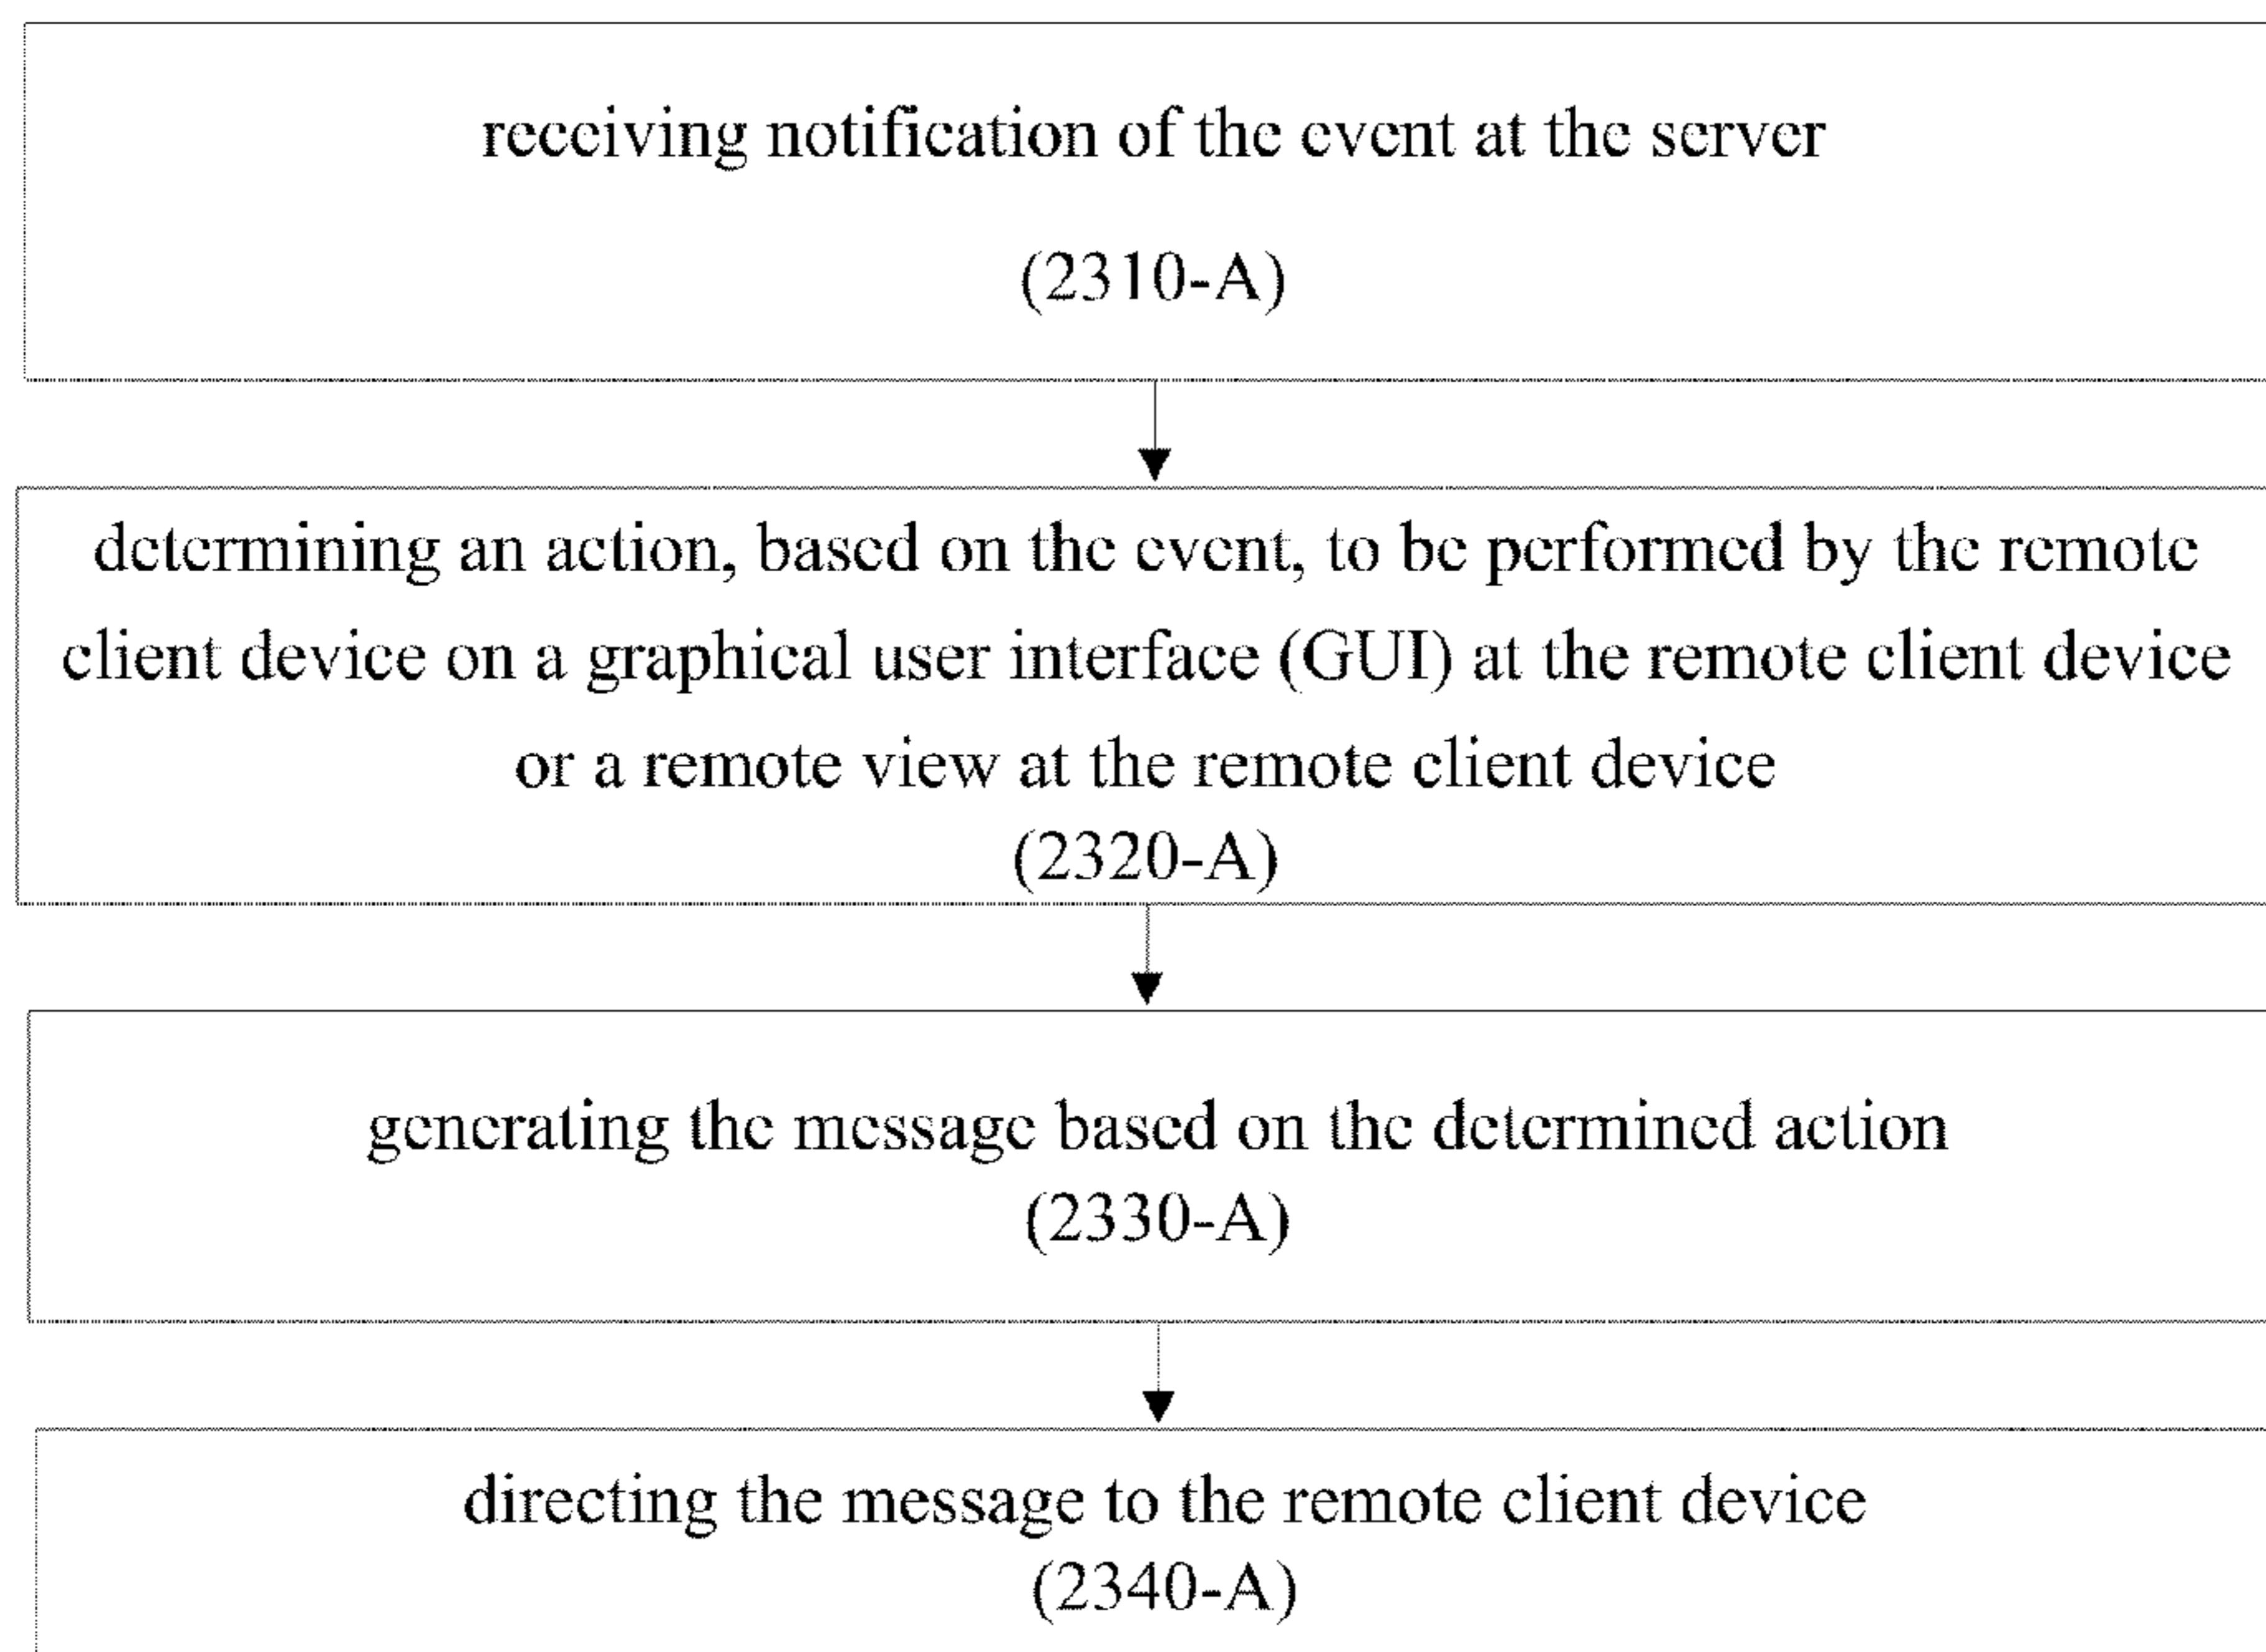 receiving notification of the event at the server
(2310-A)
determining an action, based on the event, to be performed by the remote
client device on a graphical user interface (GUI) at the remote client device
or a remote view at the remote client device
(2320-A)
generating the message based on the determined action
(2330-A)
directing the message to the remote client device
(2340-A)